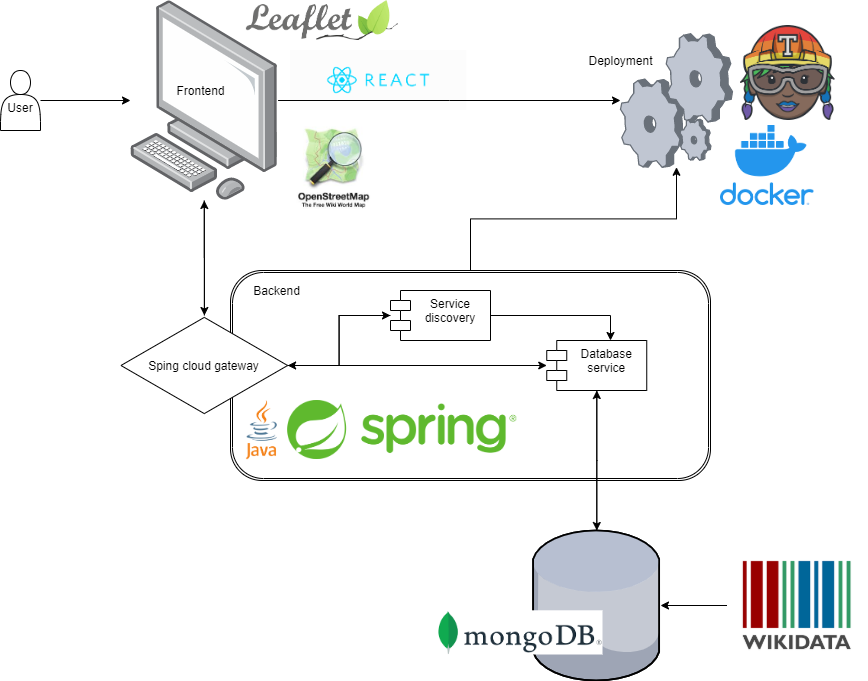 Leaflet
Deployment
T
REACT
Frontend
User
docker
OpenStreetMap
The Free Wiki World Map
Backend
Service
discovery
Database
service
Sping cloud gateway
Java
spring®
mongoDB®
WIKIDATA